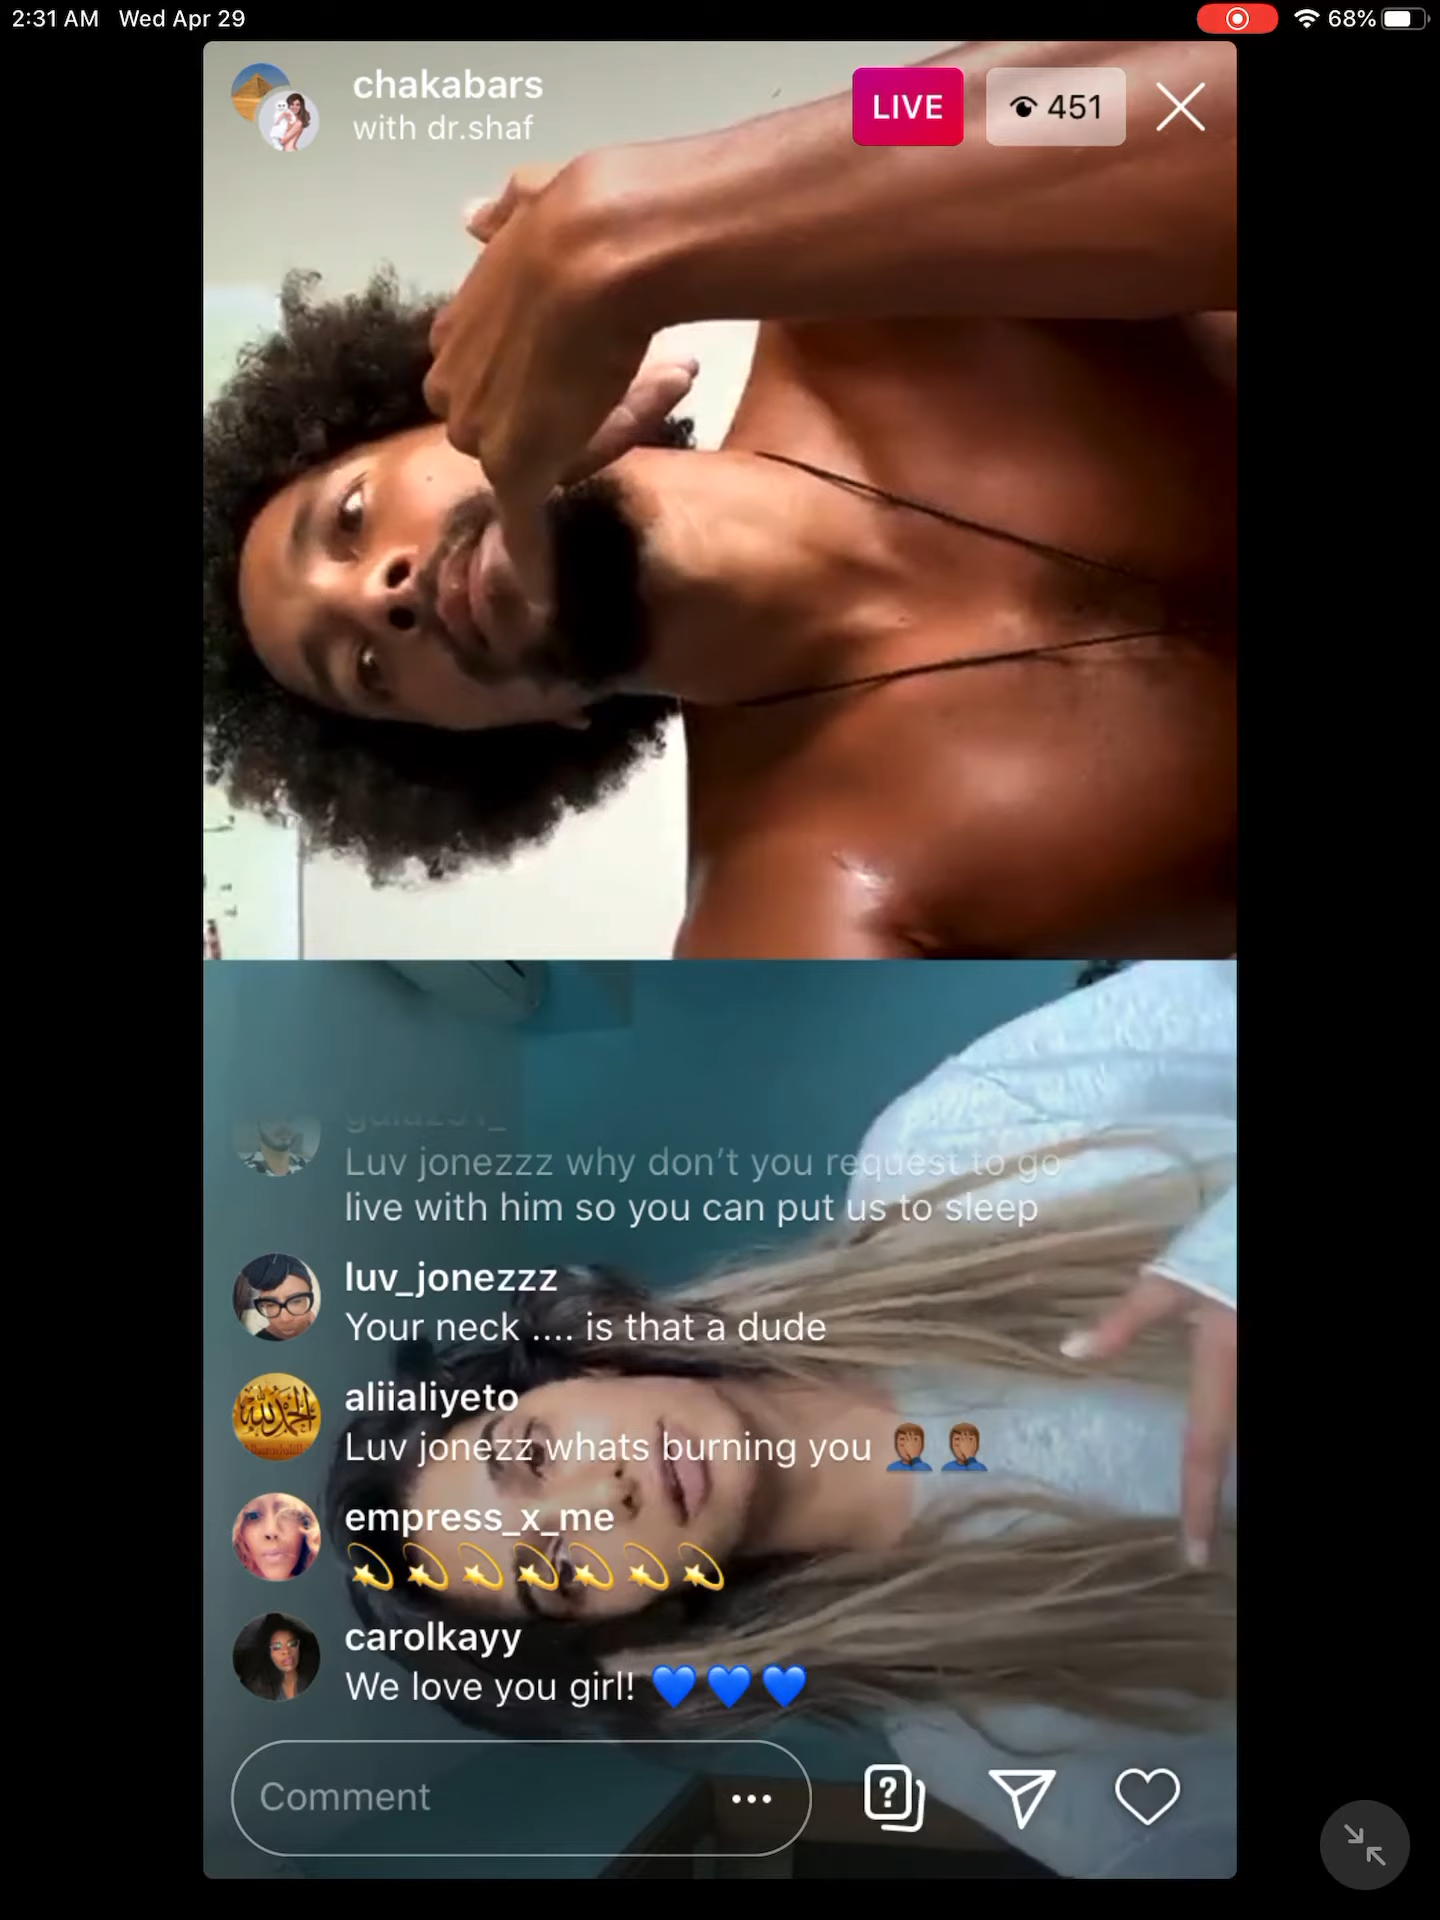 2:31 AM Wed Apr 29
68%
chakabars
with dr.shaf
LIVE
451
Luv jonezzz why don't you request to go
live with him so you can put us to sleep
luv_jonezzz
Your neck .... is that a dude
aliialiyeto
Luv jonezz whats burning you 🤦🏽‍♂️🤦🏽‍♂️
empress_x_me
💫💫💫💫💫💫💫
carolkayy
We love you girl! 💙💙💙
Comment